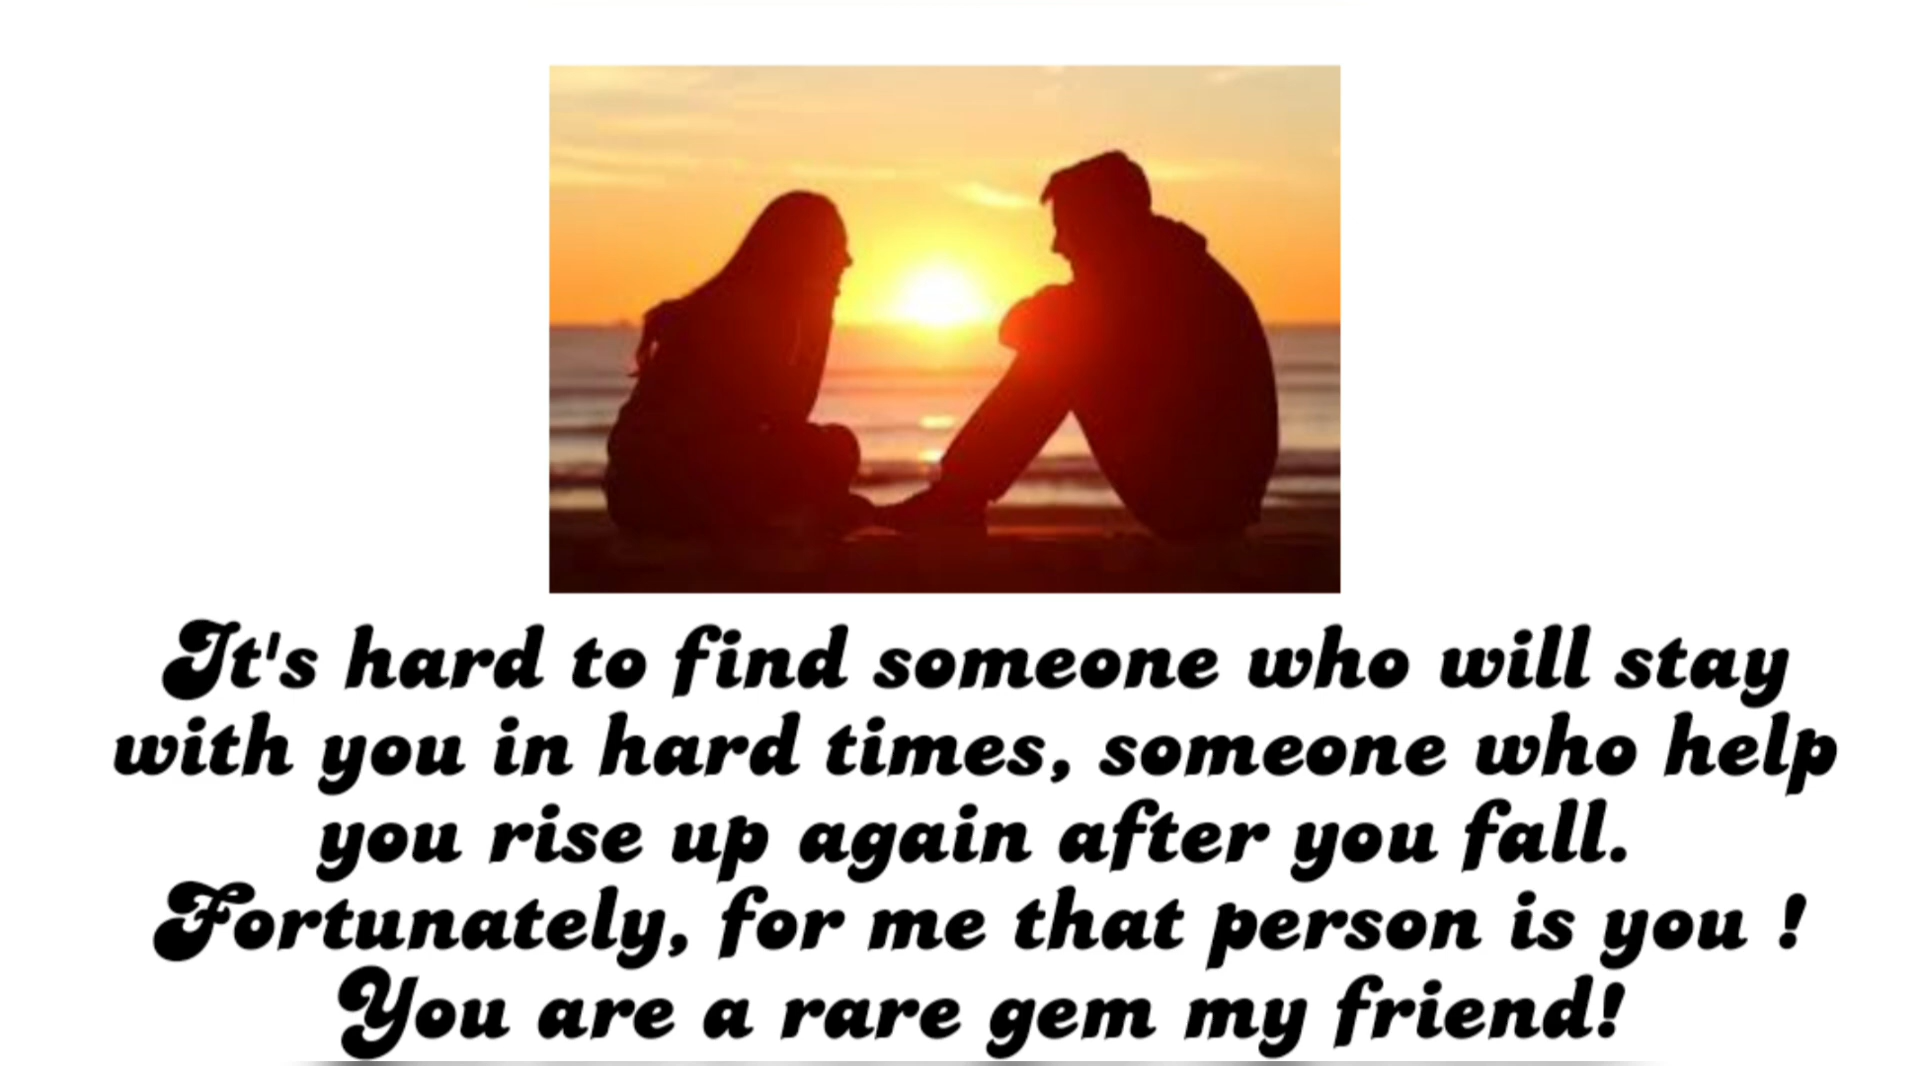 It's hard to find someone who will stay
with you in hard times, someone who help
you rise up again after you fall.
Fortunately, for me that person is you !
You are a rare gem my friend!